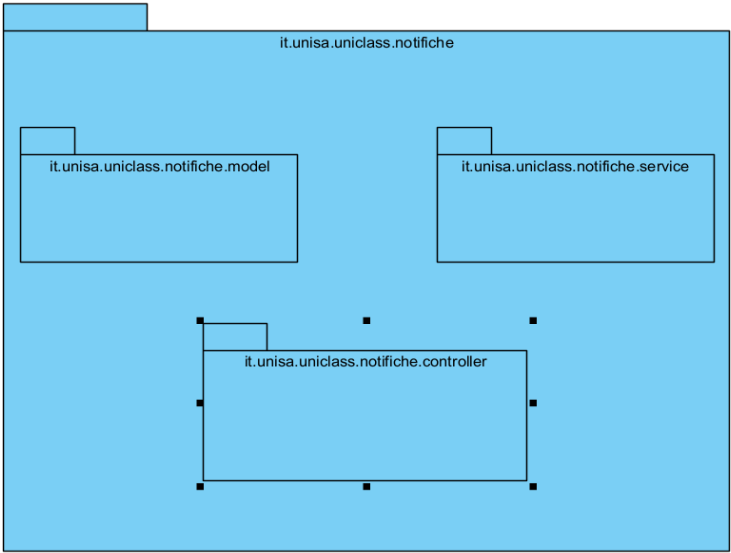 it.unisa.uniclass.notifiche
it.unisa.uniclass.notifiche.model
it.unisa.uniclass.notifiche.service
it.unisa.uniclass.notifiche.controller